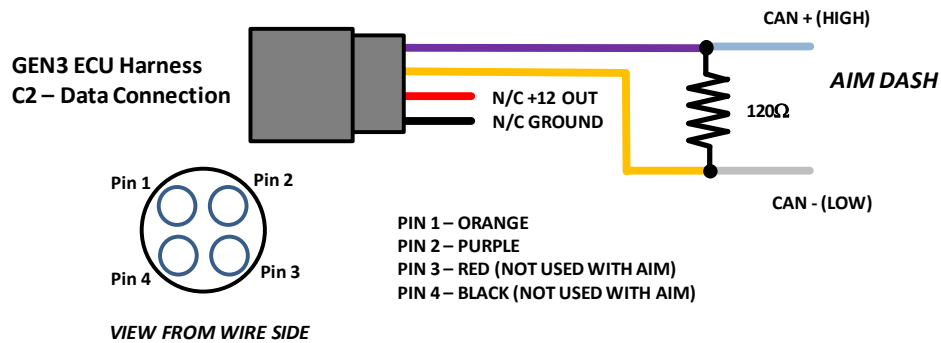 CAN + (HIGH)
GEN3 ECU Harness
C2 – Data Connection
AIM DASH
N/C +12 OUT
120Ω
N/C GROUND
Pin 1
Pin 2
CAN - (LOW)
PIN 1 – ORANGE
PIN 2 – PURPLE
PIN 3 – RED (NOT USED WITH AIM)
PIN 4 – BLACK (NOT USED WITH AIM)
Pin 4
Pin 3
VIEW FROM WIRE SIDE